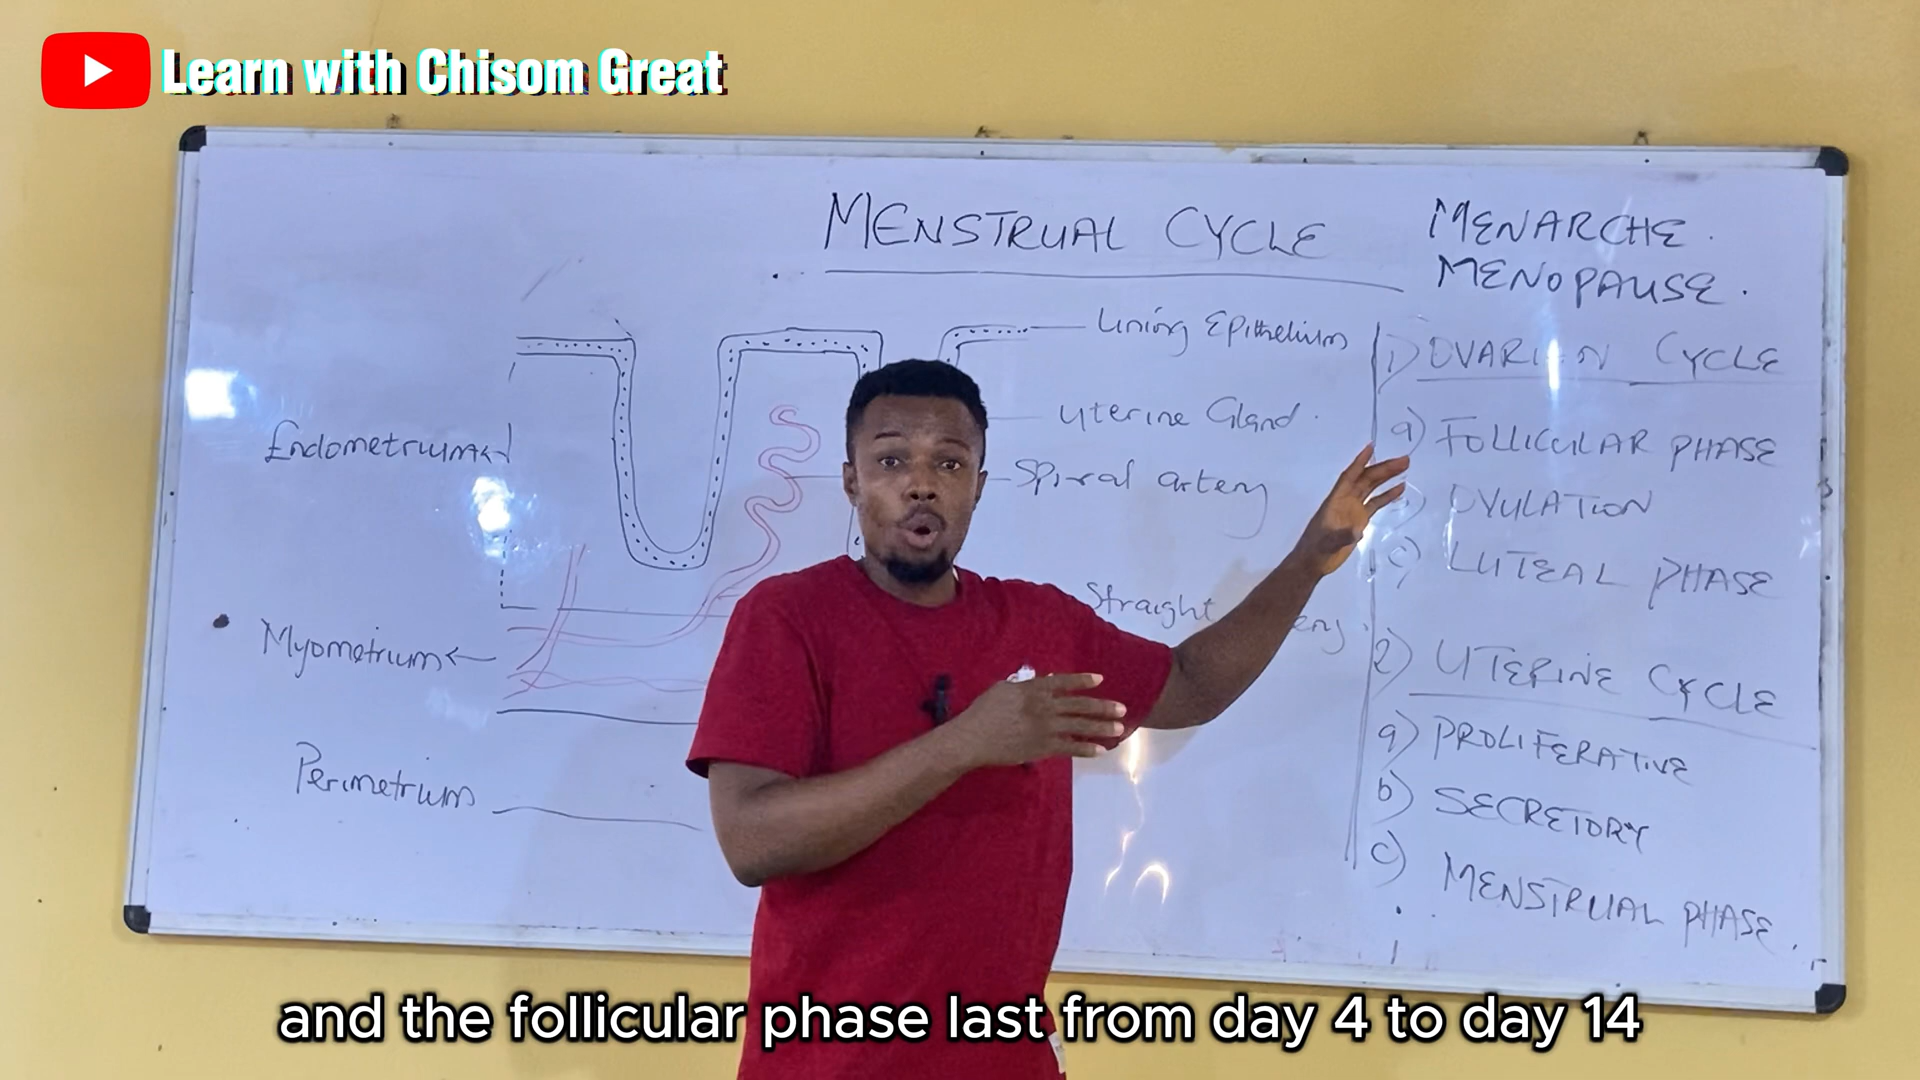 Learn with Chisom Great
MENSTRUAL CYCLE
MENARCHE.
MENOPAUSE.
Lining Epithelium
Uterine Gland
Spiral artery
Straight
Endometrium
Myometrium
Perimetrium
1) OVARIAN CYCLE
a) FOLLICULAR PHASE
OVULATION
c) LUTEAL PHASE
2) UTERINE CYCLE
a) PROLIFERATIVE
b) SECRETORY
c) MENSTRUAL PHASE.
and the follicular phase last from day 4 to day 14